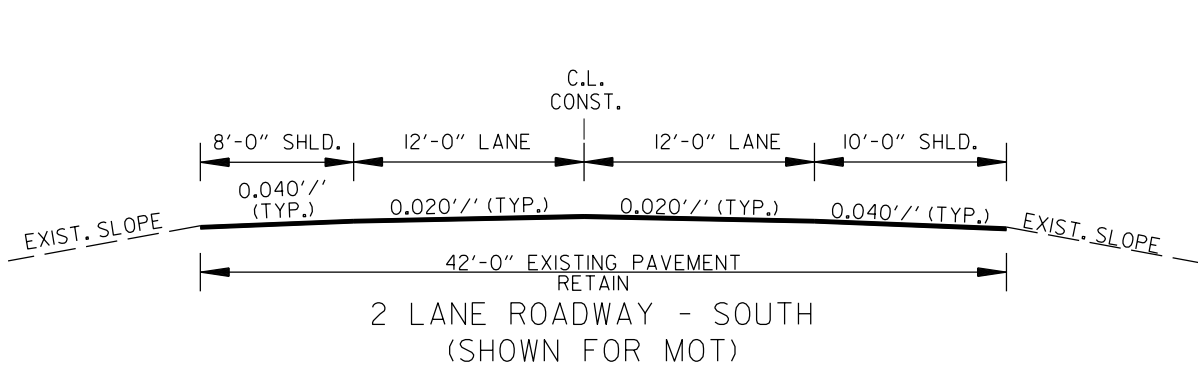 C.L.
CONST.
8'-0" SHLD.
12'-0" LANE
12'-0" LANE
10'-0" SHLD.
0.040'/'
(TYP.)
0.020'/' (TYP.)
0.020'/' (TYP.)
0.040'/' (TYP.)
EXIST. SLOPE
EXIST. SLOPE
42'-0" EXISTING PAVEMENT
RETAIN
2 LANE ROADWAY - SOUTH
(SHOWN FOR MOT)